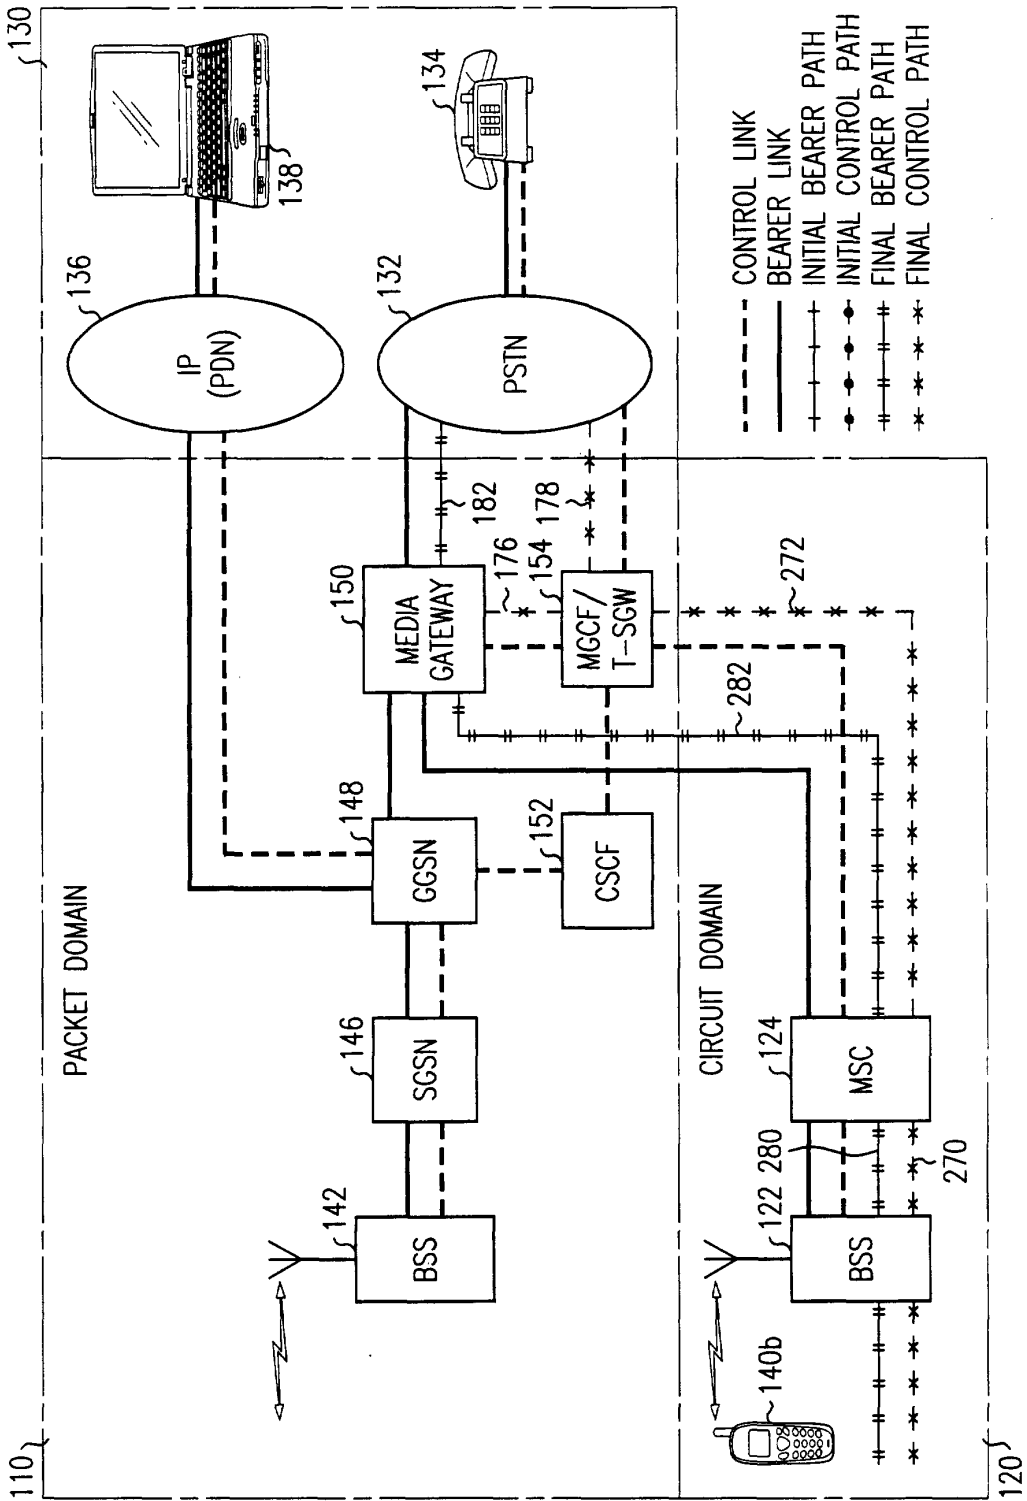 110
130
PACKET DOMAIN
136
IP
(PDN)
138
142
BSS
146
SGSN
148
GGSN
150
MEDIA
GATEWAY
132
PSTN
134
182
176
178
152
CSCF
154
MGCF/
T-SGW
282
272
120
CIRCUIT DOMAIN
140b
122
BSS
280
270
124
MSC
CONTROL LINK
BEARER LINK
INITIAL BEARER PATH
INITIAL CONTROL PATH
FINAL BEARER PATH
FINAL CONTROL PATH